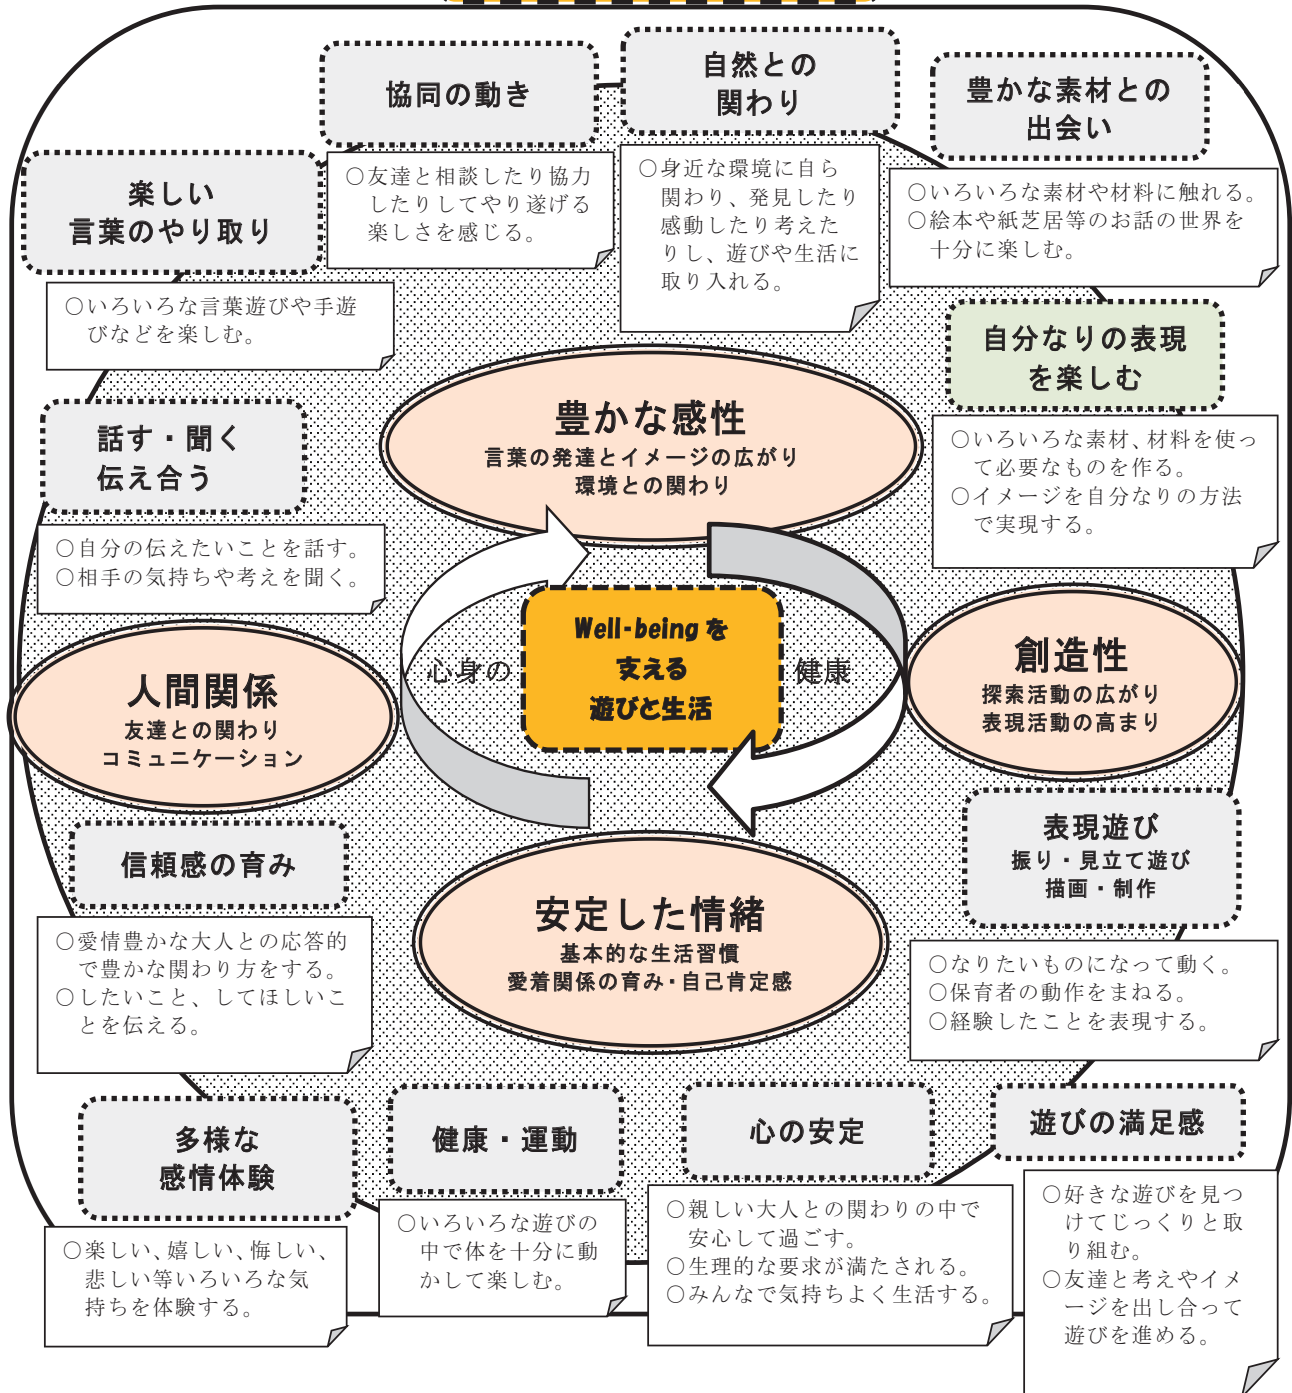 協同の動き
自然との
関わり
豊かな素材との
出会い
楽しい
言葉のやり取り
○友達と相談したり協力
したりしてやり遂げる
楽しさを感じる。
○身近な環境に自ら
関わり、発見したり
感動したり考えた
りし、遊びや生活に
取り入れる。
○いろいろな素材や材料に触れる。
○絵本や紙芝居等のお話の世界を
十分に楽しむ。
○いろいろな言葉遊びや手遊
びなどを楽しむ。
自分なりの表現
を楽しむ
豊かな感性
言葉の発達とイメージの広がり
環境との関わり
話す・聞く
伝え合う
○いろいろな素材、材料を使っ
て必要なものを作る。
○イメージを自分なりの方法
で実現する。
○自分の伝えたいことを話す。
○相手の気持ちや考えを聞く。
Well-being を
支える
遊びと生活
心身の
健康
人間関係
友達との関わり
コミュニケーション
創造性
探索活動の広がり
表現活動の高まり
信頼感の育み
表現遊び
振り・見立て遊び
描画・制作
安定した情緒
基本的な生活習慣
愛着関係の育み・自己肯定感
○愛情豊かな大人との応答的
で豊かな関わり方をする。
○したいこと、してほしいこ
とを伝える。
○なりたいものになって動く。
○保育者の動作をまねる。
○経験したことを表現する。
多様な
感情体験
健康・運動
心の安定
遊びの満足感
○楽しい、嬉しい、悔しい、
悲しい等いろいろな気
持ちを体験する。
○いろいろな遊びの
中で体を十分に動
かして楽しむ。
○親しい大人との関わりの中で
安心して過ごす。
○生理的な要求が満たされる。
○みんなで気持ちよく生活する。
○好きな遊びを見つ
けてじっくりと取
り組む。
○友達と考えやイメ
ージを出し合って
遊びを進める。